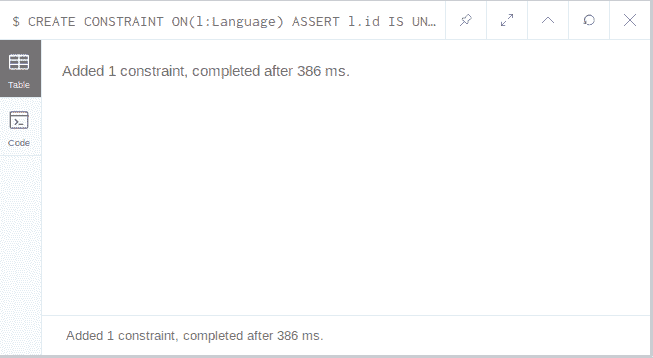 $ CREATE CONSTRAINT ON(l:Language) ASSERT l.id IS UN…
Table
Added 1 constraint, completed after 386 ms.
Code
Added 1 constraint, completed after 386 ms.